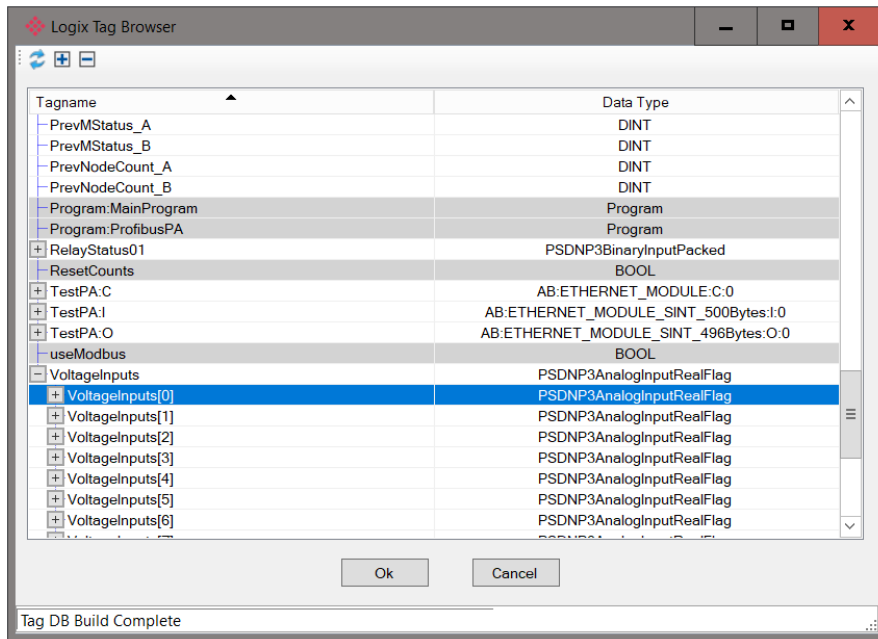 Logix Tag Browser
Tagname Data Type
PrevMStatus_A DINT
PrevMStatus_B DINT
PrevNodeCount_A DINT
PrevNodeCount_B DINT
Program:MainProgram Program
Program:ProfibusPA Program
RelayStatus01 PSDNP3BinaryInputPacked
ResetCounts BOOL
TestPA:C AB:ETHERNET_MODULE:C:0
TestPA:I AB:ETHERNET_MODULE_SINT_500Bytes:I:0
TestPA:O AB:ETHERNET_MODULE_SINT_496Bytes:O:0
useModbus BOOL
VoltageInputs PSDNP3AnalogInputRealFlag
VoltageInputs[0] PSDNP3AnalogInputRealFlag
VoltageInputs[1] PSDNP3AnalogInputRealFlag
VoltageInputs[2] PSDNP3AnalogInputRealFlag
VoltageInputs[3] PSDNP3AnalogInputRealFlag
VoltageInputs[4] PSDNP3AnalogInputRealFlag
VoltageInputs[5] PSDNP3AnalogInputRealFlag
VoltageInputs[6] PSDNP3AnalogInputRealFlag
Ok Cancel
Tag DB Build Complete